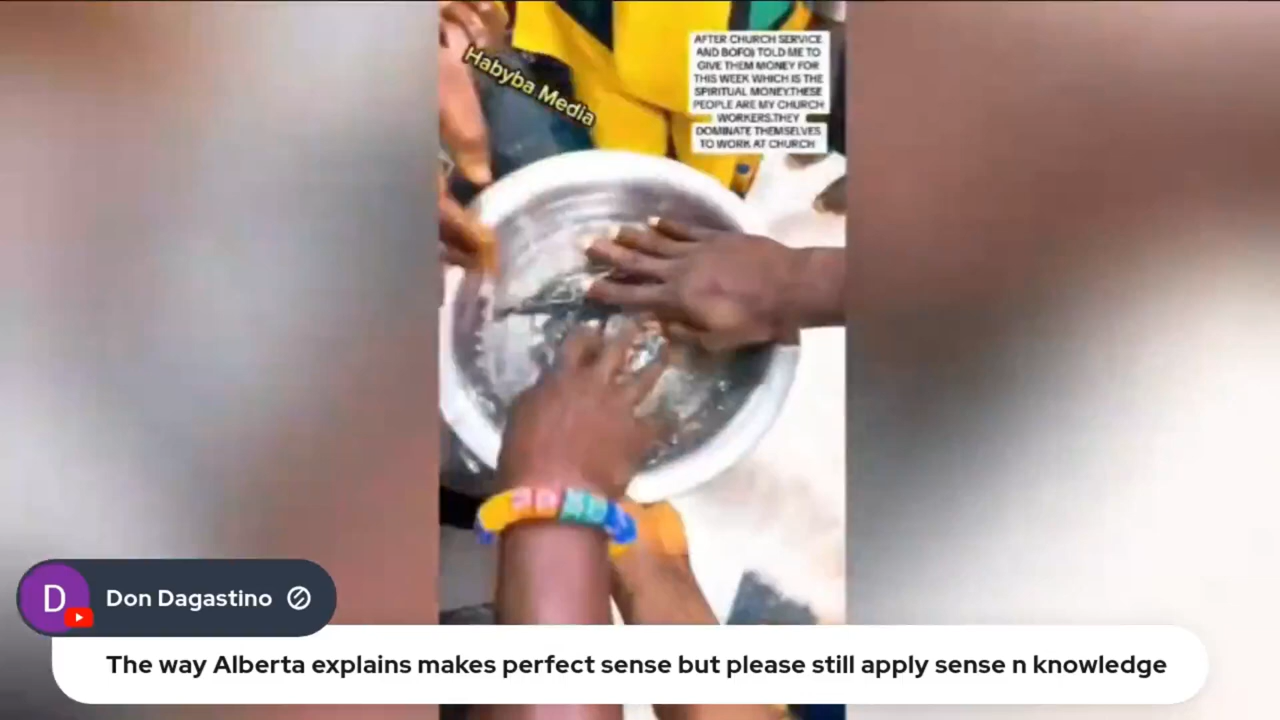 Habyba Media
AFTER CHURCH SERVICE
AND BOFO) TOLD ME TO
GIVE THEM MONEY FOR
THIS WEEK WHICH IS THE
SPIRITUAL MONEY.THESE
PEOPLE ARE MY CHURCH
WORKERS.THEY
DOMINATE THEMSELVES
TO WORK AT CHURCH
D
Don Dagastino
The way Alberta explains makes perfect sense but please still apply sense n knowledge